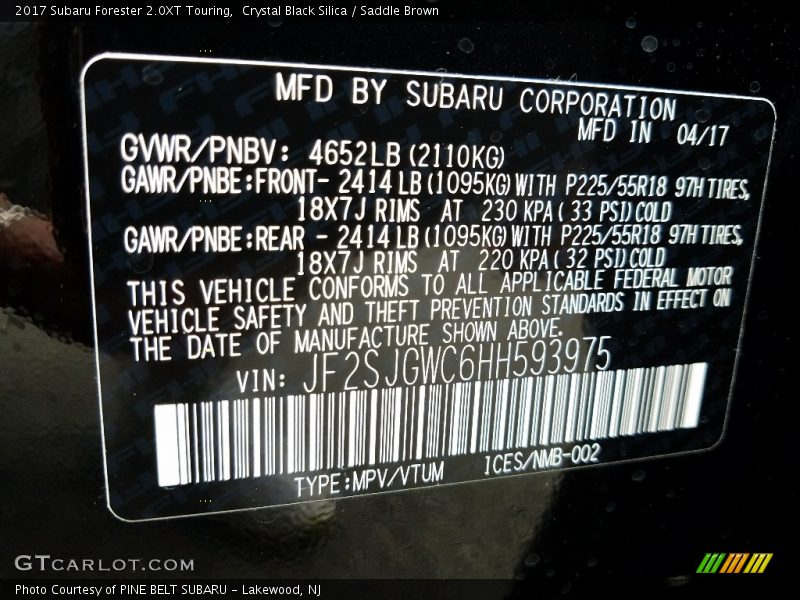 2017 Subaru Forester 2.0XT Touring,  Crystal Black Silica / Saddle Brown
MFD BY SUBARU CORPORATION
MFD IN 04/17
GVWR/PNBV: 4652LB (2110KG)
GAWR/PNBE:FRONT- 2414 LB (1095KG) WITH P225/55R18 97H TIRES,
18X7J RIMS AT 230 KPA ( 33 PSI) COLD
GAWR/PNBE:REAR - 2414 LB (1095KG) WITH P225/55R18 97H TIRES,
18X7J RIMS AT 220 KPA ( 32 PSI) COLD
THIS VEHICLE CONFORMS TO ALL APPLICABLE FEDERAL MOTOR
VEHICLE SAFETY AND THEFT PREVENTION STANDARDS IN EFFECT ON
THE DATE OF MANUFACTURE SHOWN ABOVE.
VIN: JF2SJGWC6HH593975
TYPE:MPV/VTUM ICES/NMB-002
GTCARLOT.COM
Photo Courtesy of PINE BELT SUBARU - Lakewood, NJ